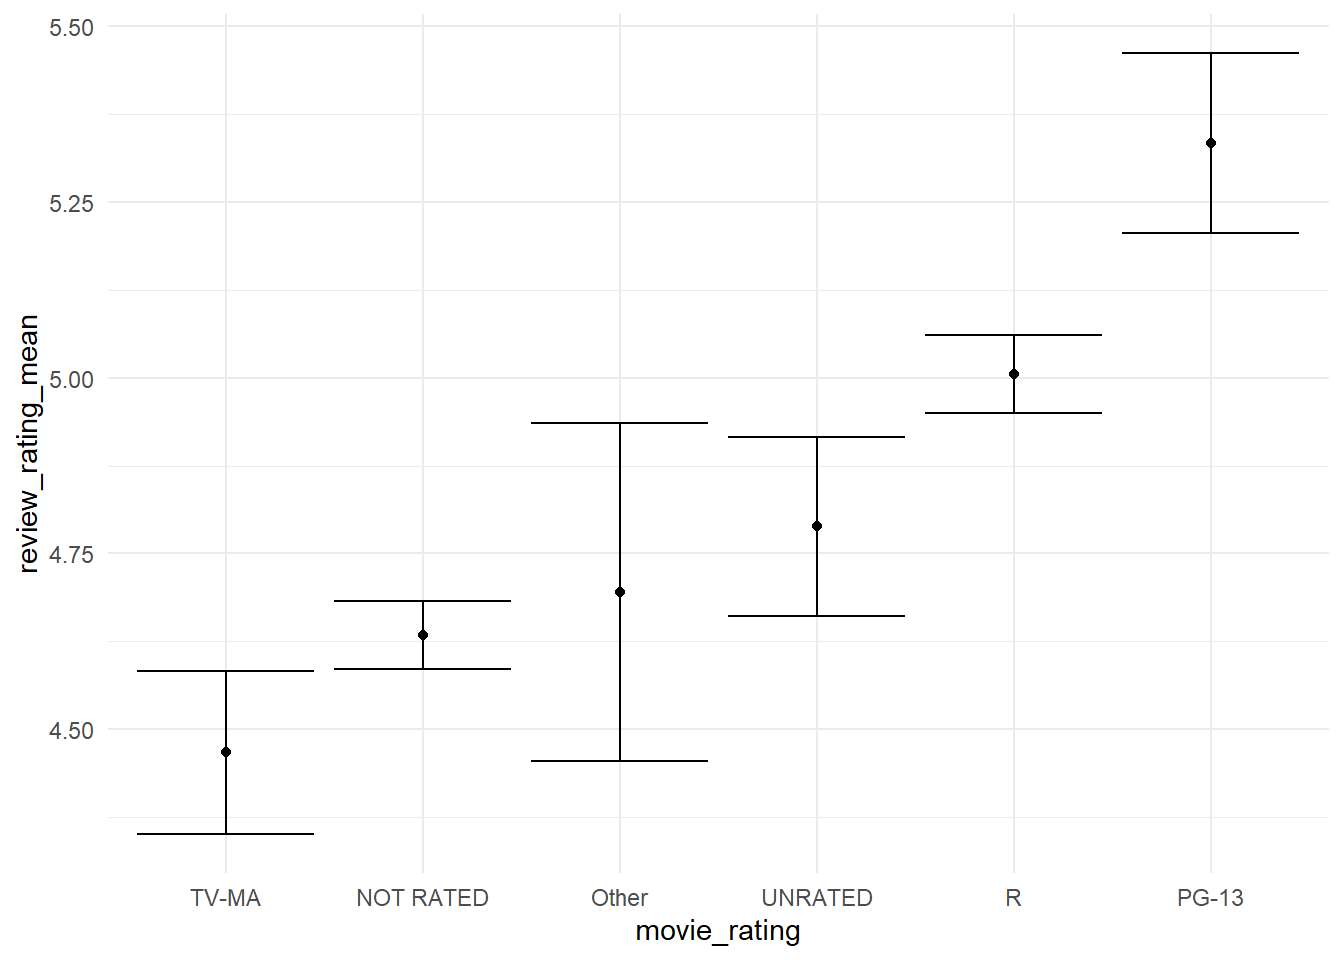 5.50
5.25
5.00
4.75
4.50
review_rating_mean
TV-MA
NOT RATED
Other
UNRATED
R
PG-13
movie_rating